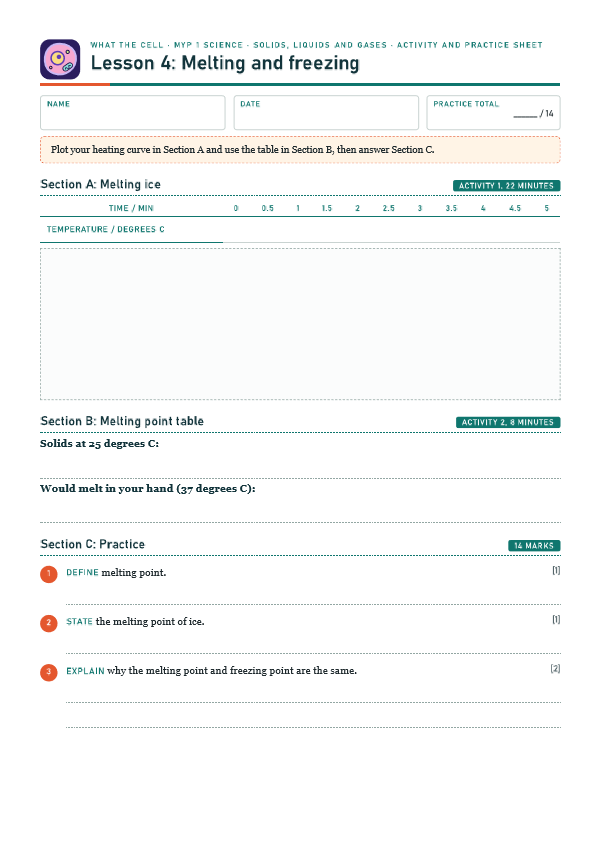 WHAT THE CELL · MYP 1 SCIENCE · SOLIDS, LIQUIDS AND GASES · ACTIVITY AND PRACTICE SHEET
Lesson 4: Melting and freezing
NAME
DATE
PRACTICE TOTAL
_____ / 14
Plot your heating curve in Section A and use the table in Section B, then answer Section C.
Section A: Melting ice ACTIVITY 1, 22 MINUTES
TIME / MIN 0 0.5 1 1.5 2 2.5 3 3.5 4 4.5 5
TEMPERATURE / DEGREES C
Section B: Melting point table ACTIVITY 2, 8 MINUTES
Solids at 25 degrees C:
Would melt in your hand (37 degrees C):
Section C: Practice 14 MARKS
1 DEFINE melting point. [1]
2 STATE the melting point of ice. [1]
3 EXPLAIN why the melting point and freezing point are the same. [2]